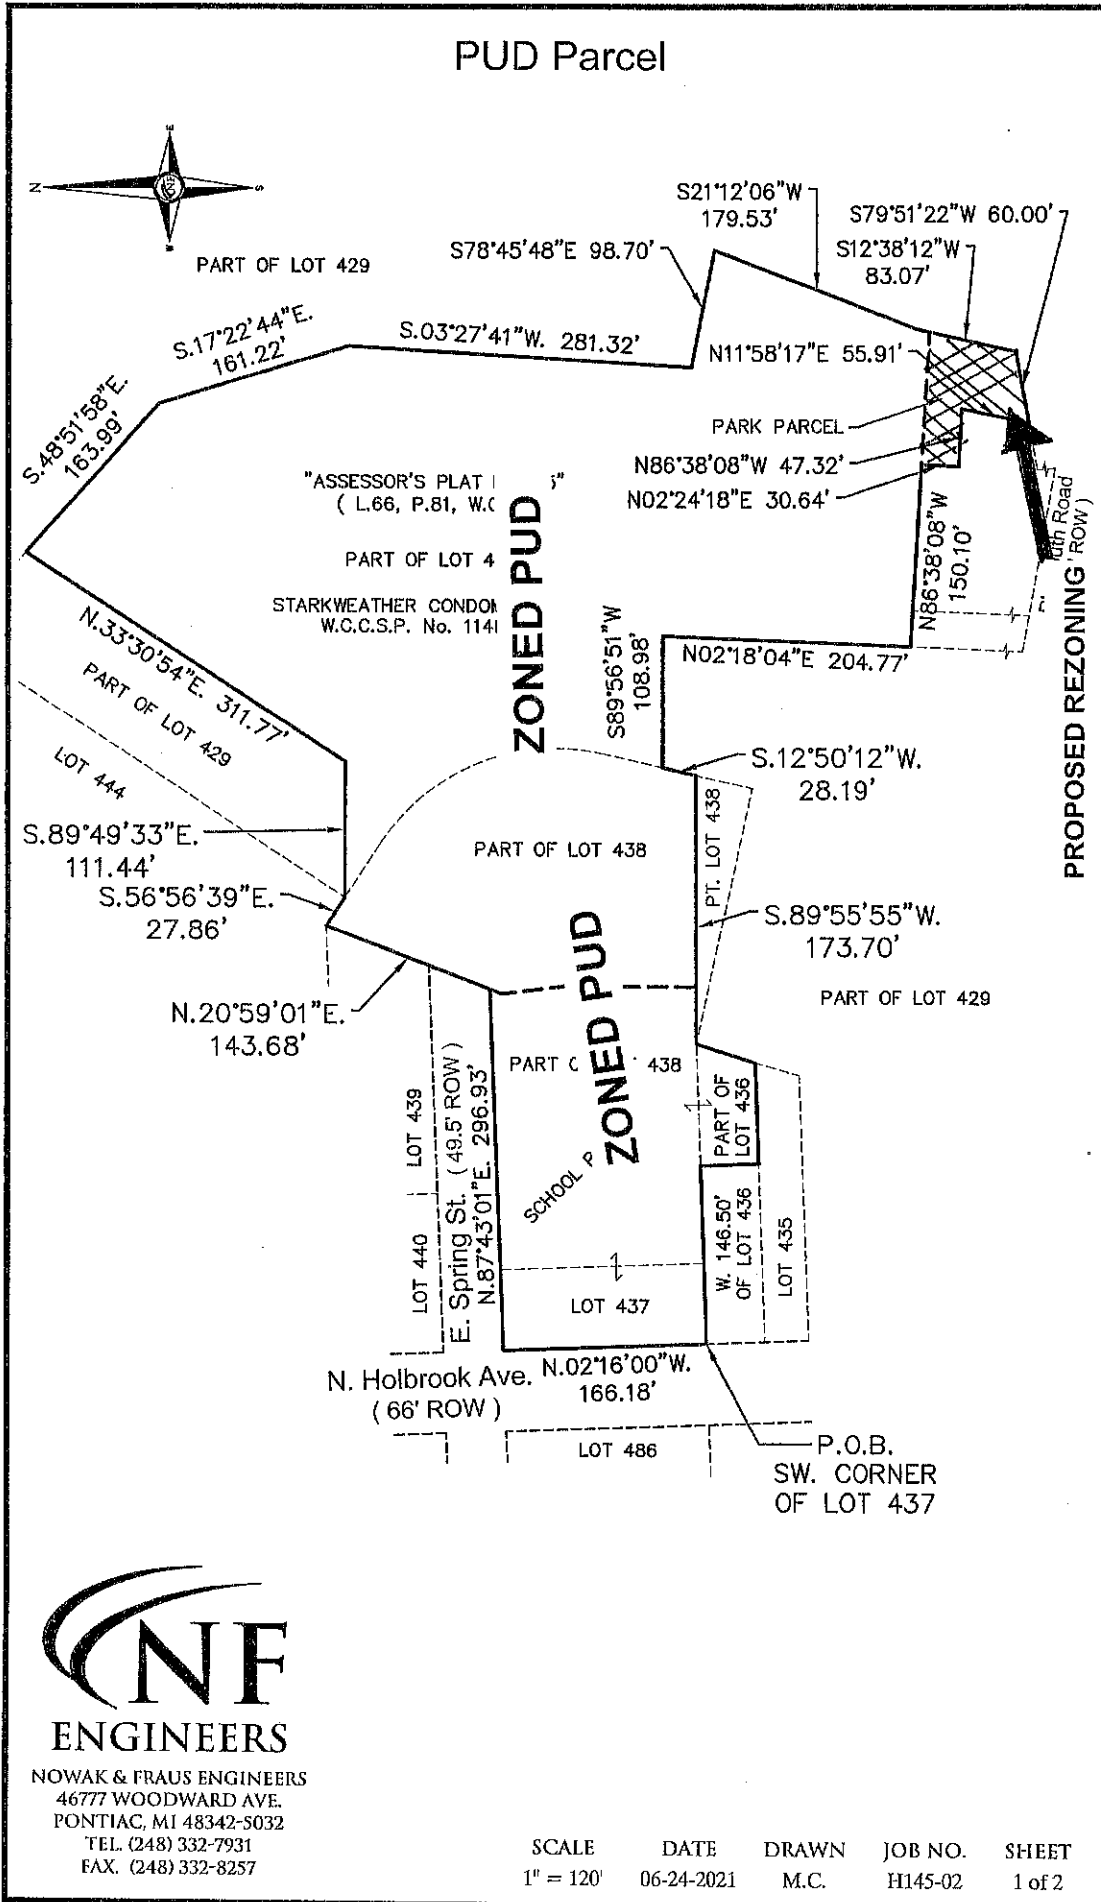 PUD Parcel
E
N
S
W
NF
PART OF LOT 429
S21°12'06"W
179.53'
S79°51'22"W 60.00'
S78°45'48"E 98.70'
S12°38'12"W
83.07'
S.17°22'44"E.
161.22'
S.03°27'41"W. 281.32'
N11°58'17"E 55.91'
S.48°51'58"E.
163.99'
PARK PARCEL
N86°38'08"W 47.32'
N02°24'18"E 30.64'
"ASSESSOR'S PLAT
( L.66, P.81, W.C
PART OF LOT 4
STARKWEATHER CONDOM
W.C.C.S.P. No. 114
ZONED PUD
N86°38'08"W
150.10'
uth Road
' ROW )
PROPOSED REZONING
S89°56'51"W
108.98'
N02°18'04"E 204.77'
N.33°30'54"E. 311.77'
PART OF LOT 429
LOT 444
S.12°50'12"W.
28.19'
S.89°49'33"E.
111.44'
PART OF LOT 438
PT. LOT 438
S.56°56'39"E.
27.86'
S.89°55'55"W.
173.70'
N.20°59'01"E.
143.68'
PART OF LOT 429
ZONED PUD
PART 438
PART OF
LOT 436
LOT 439
E. Spring St. (49.5' ROW )
N.87°43'01"E. 296.93'
SCHOOL P
LOT 440
W. 146.50'
OF LOT 436
LOT 435
LOT 437
N. Holbrook Ave.
( 66' ROW )
N.02°16'00"W.
166.18'
LOT 486
P.O.B.
SW. CORNER
OF LOT 437
NF
ENGINEERS
NOWAK & FRAUS ENGINEERS
46777 WOODWARD AVE.
PONTIAC, MI 48342-5032
TEL. (248) 332-7931
FAX. (248) 332-8257
SCALE DATE DRAWN JOB NO. SHEET
1" = 120' 06-24-2021 M.C. H145-02 1 of 2